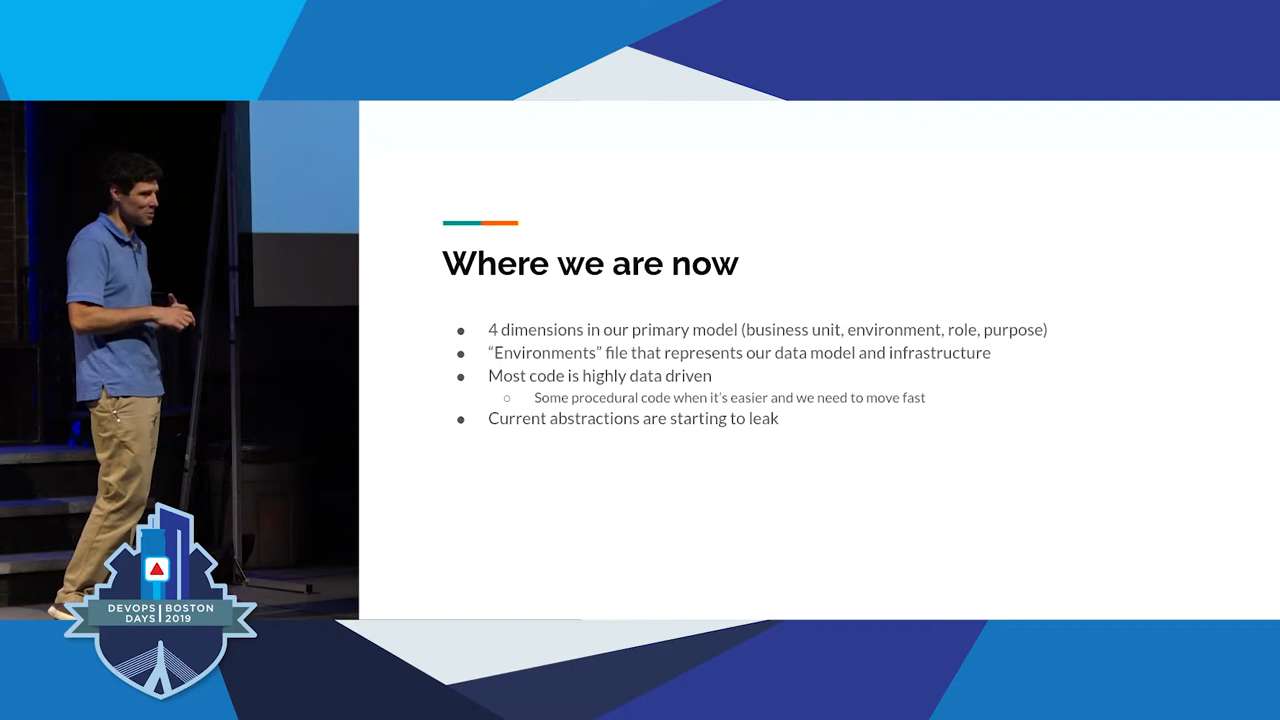 Where we are now
● 4 dimensions in our primary model (business unit, environment, role, purpose)
● “Environments” file that represents our data model and infrastructure
● Most code is highly data driven
○ Some procedural code when it’s easier and we need to move fast
● Current abstractions are starting to leak
DEVOPS BOSTON
DAYS 2019